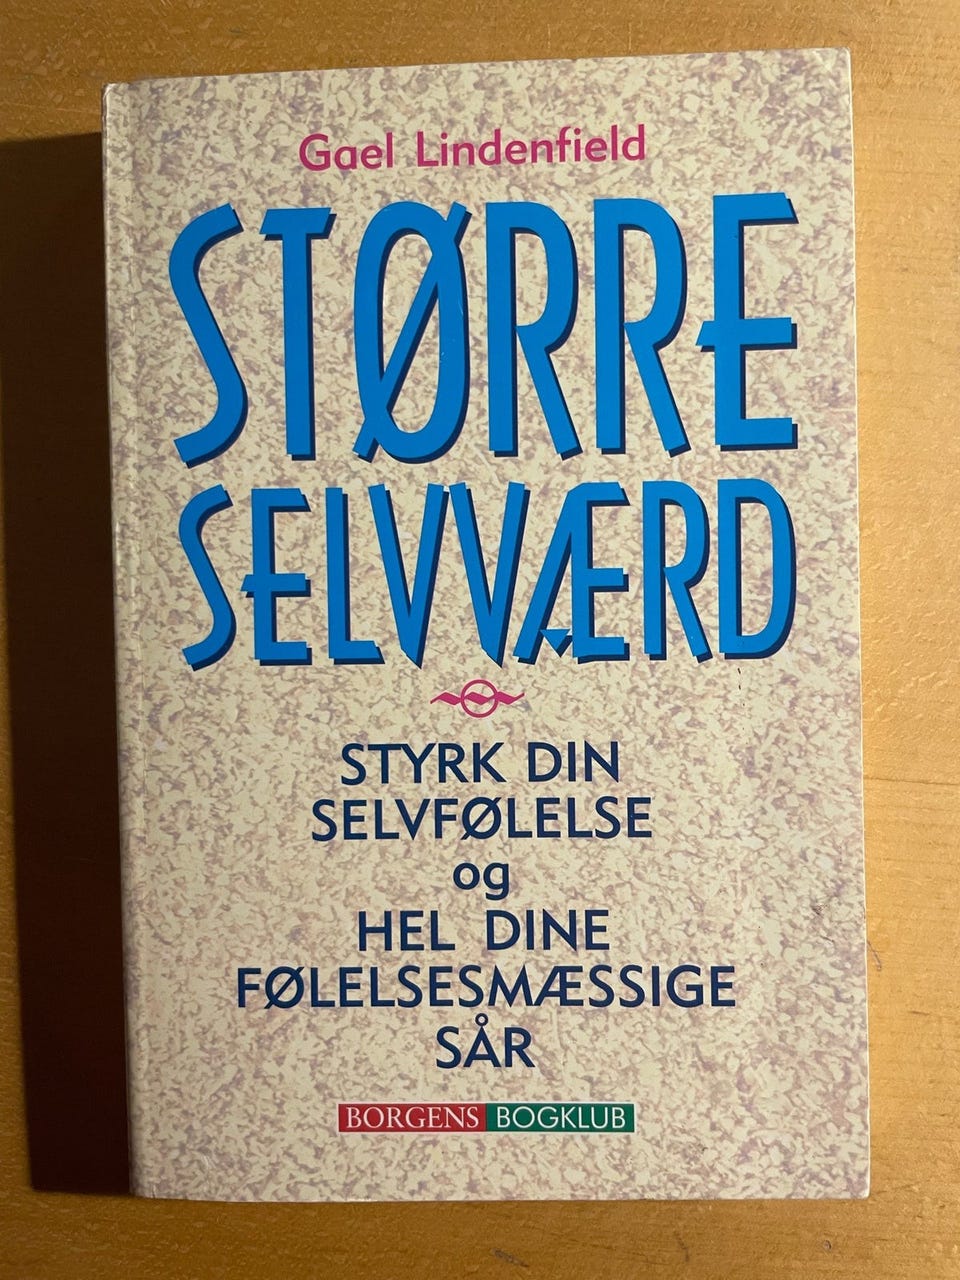 Gael Lindenfield
STØRRE
SELVVÆRD
STYRK DIN
SELVFØLELSE
og
HEL DINE
FØLELSESMÆSSIGE
SÅR
BORGENS BOGKLUB